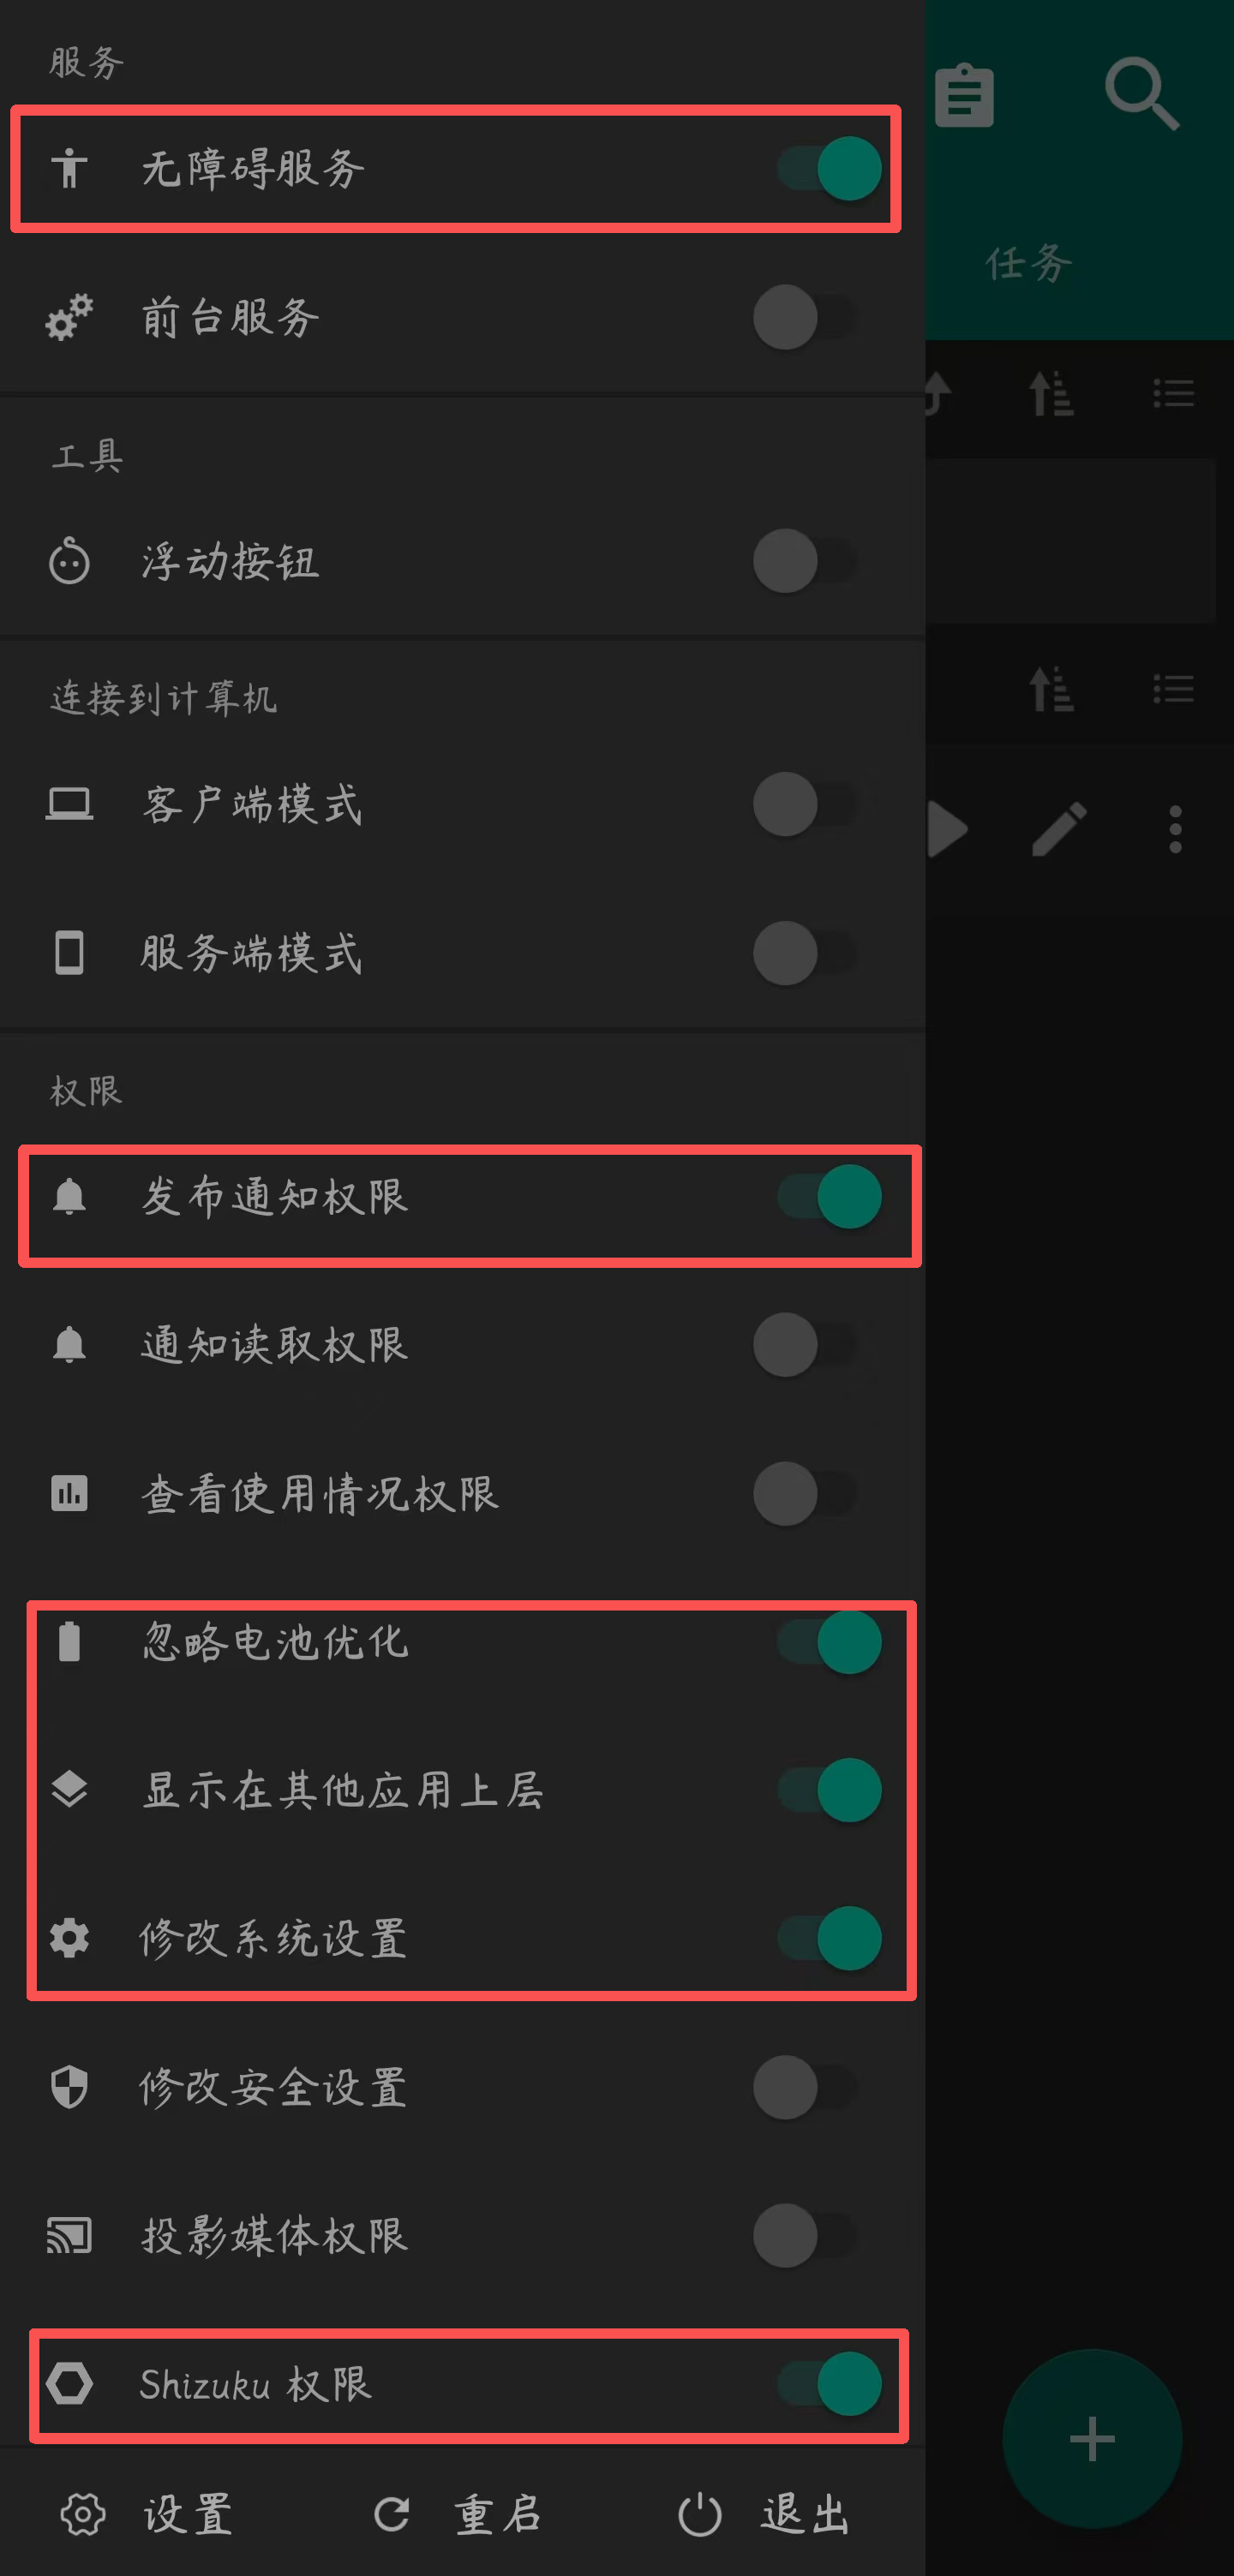 服务
无障碍服务
任务
前台服务
工具
浮动按钮
连接到计算机
客户端模式
服务端模式
权限
发布通知权限
通知读取权限
查看使用情况权限
忽略电池优化
显示在其他应用上层
修改系统设置
修改安全设置
投影媒体权限
Shizuku 权限
设置 重启 退出